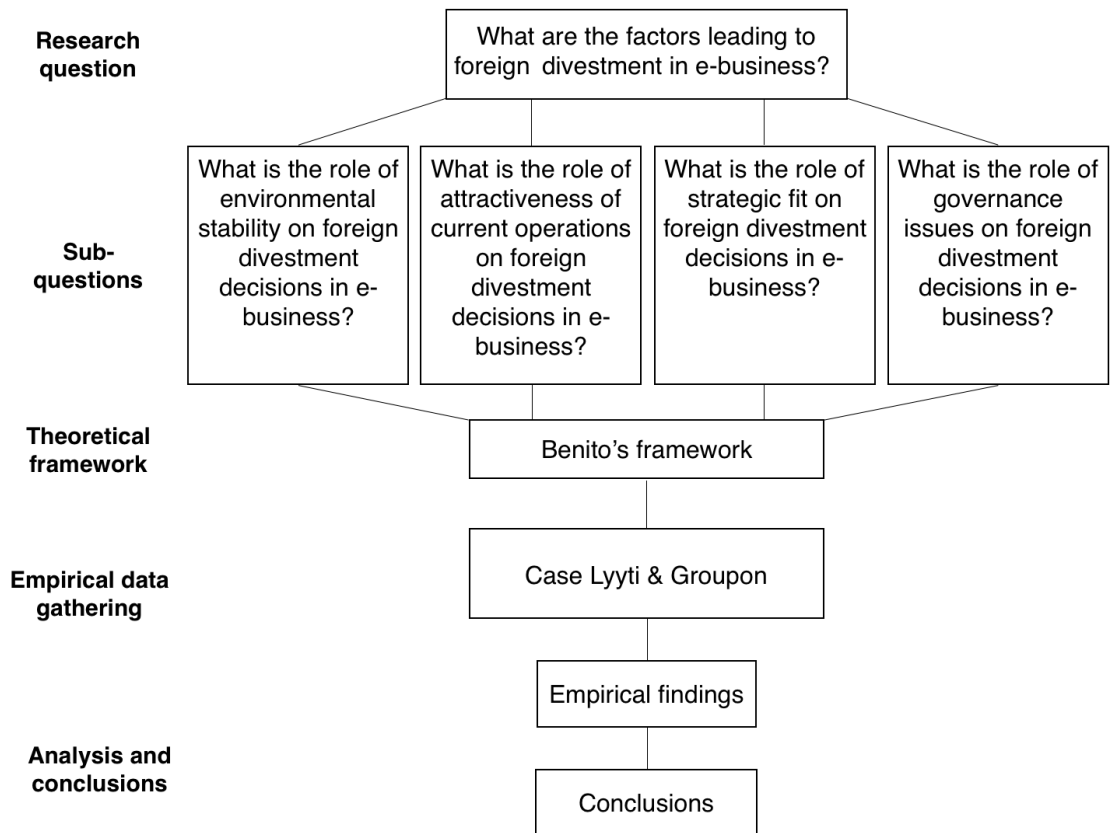 Research
question
What are the factors leading to
foreign divestment in e-business?
Sub-
questions
What is the role of
environmental
stability on foreign
divestment
decisions in e-
business?
What is the role of
attractiveness of
current operations
on foreign
divestment
decisions in e-
business?
What is the role of
strategic fit on
foreign divestment
decisions in e-
business?
What is the role of
governance
issues on foreign
divestment
decisions in e-
business?
Theoretical
framework
Benito’s framework
Empirical data
gathering
Case Lyyti & Groupon
Empirical findings
Analysis and
conclusions
Conclusions